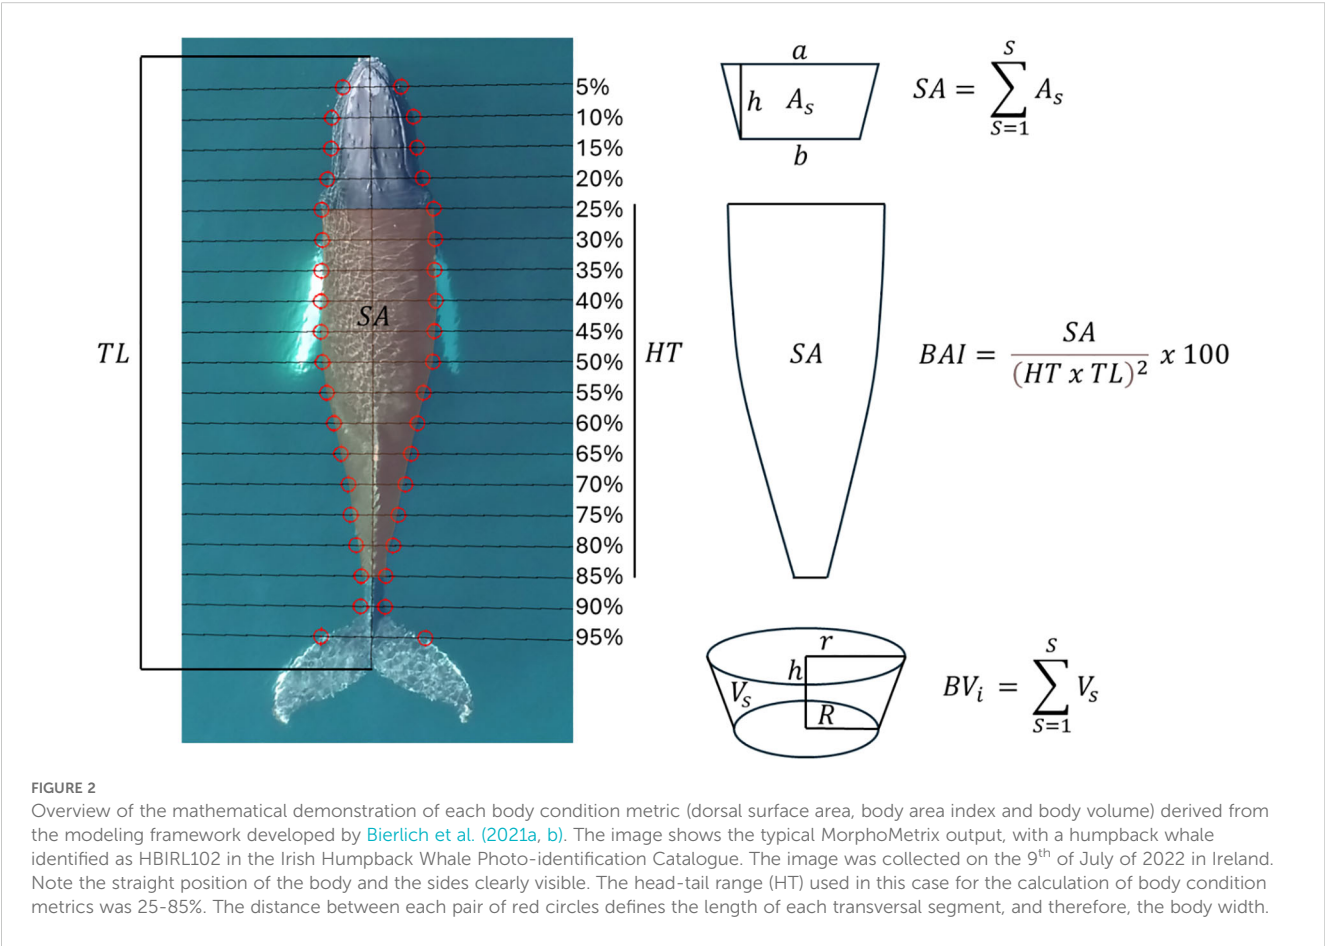 TL
5%
10%
15%
20%
25%
30%
35%
40%
45%
50%
55%
60%
65%
70%
75%
80%
85%
90%
95%
SA
HT
a
h A_s
b
SA = \sum_{S=1}^{S} A_s
SA
BAI = \frac{SA}{(HT x TL)^2} x 100
r
h
V_s
R
BV_i = \sum_{S=1}^{S} V_s
FIGURE 2
Overview of the mathematical demonstration of each body condition metric (dorsal surface area, body area index and body volume) derived from
the modeling framework developed by Bierlich et al. (2021a, b). The image shows the typical MorphoMetrix output, with a humpback whale
identified as HBIRL102 in the Irish Humpback Whale Photo-identification Catalogue. The image was collected on the 9th of July of 2022 in Ireland.
Note the straight position of the body and the sides clearly visible. The head-tail range (HT) used in this case for the calculation of body condition
metrics was 25-85%. The distance between each pair of red circles defines the length of each transversal segment, and therefore, the body width.